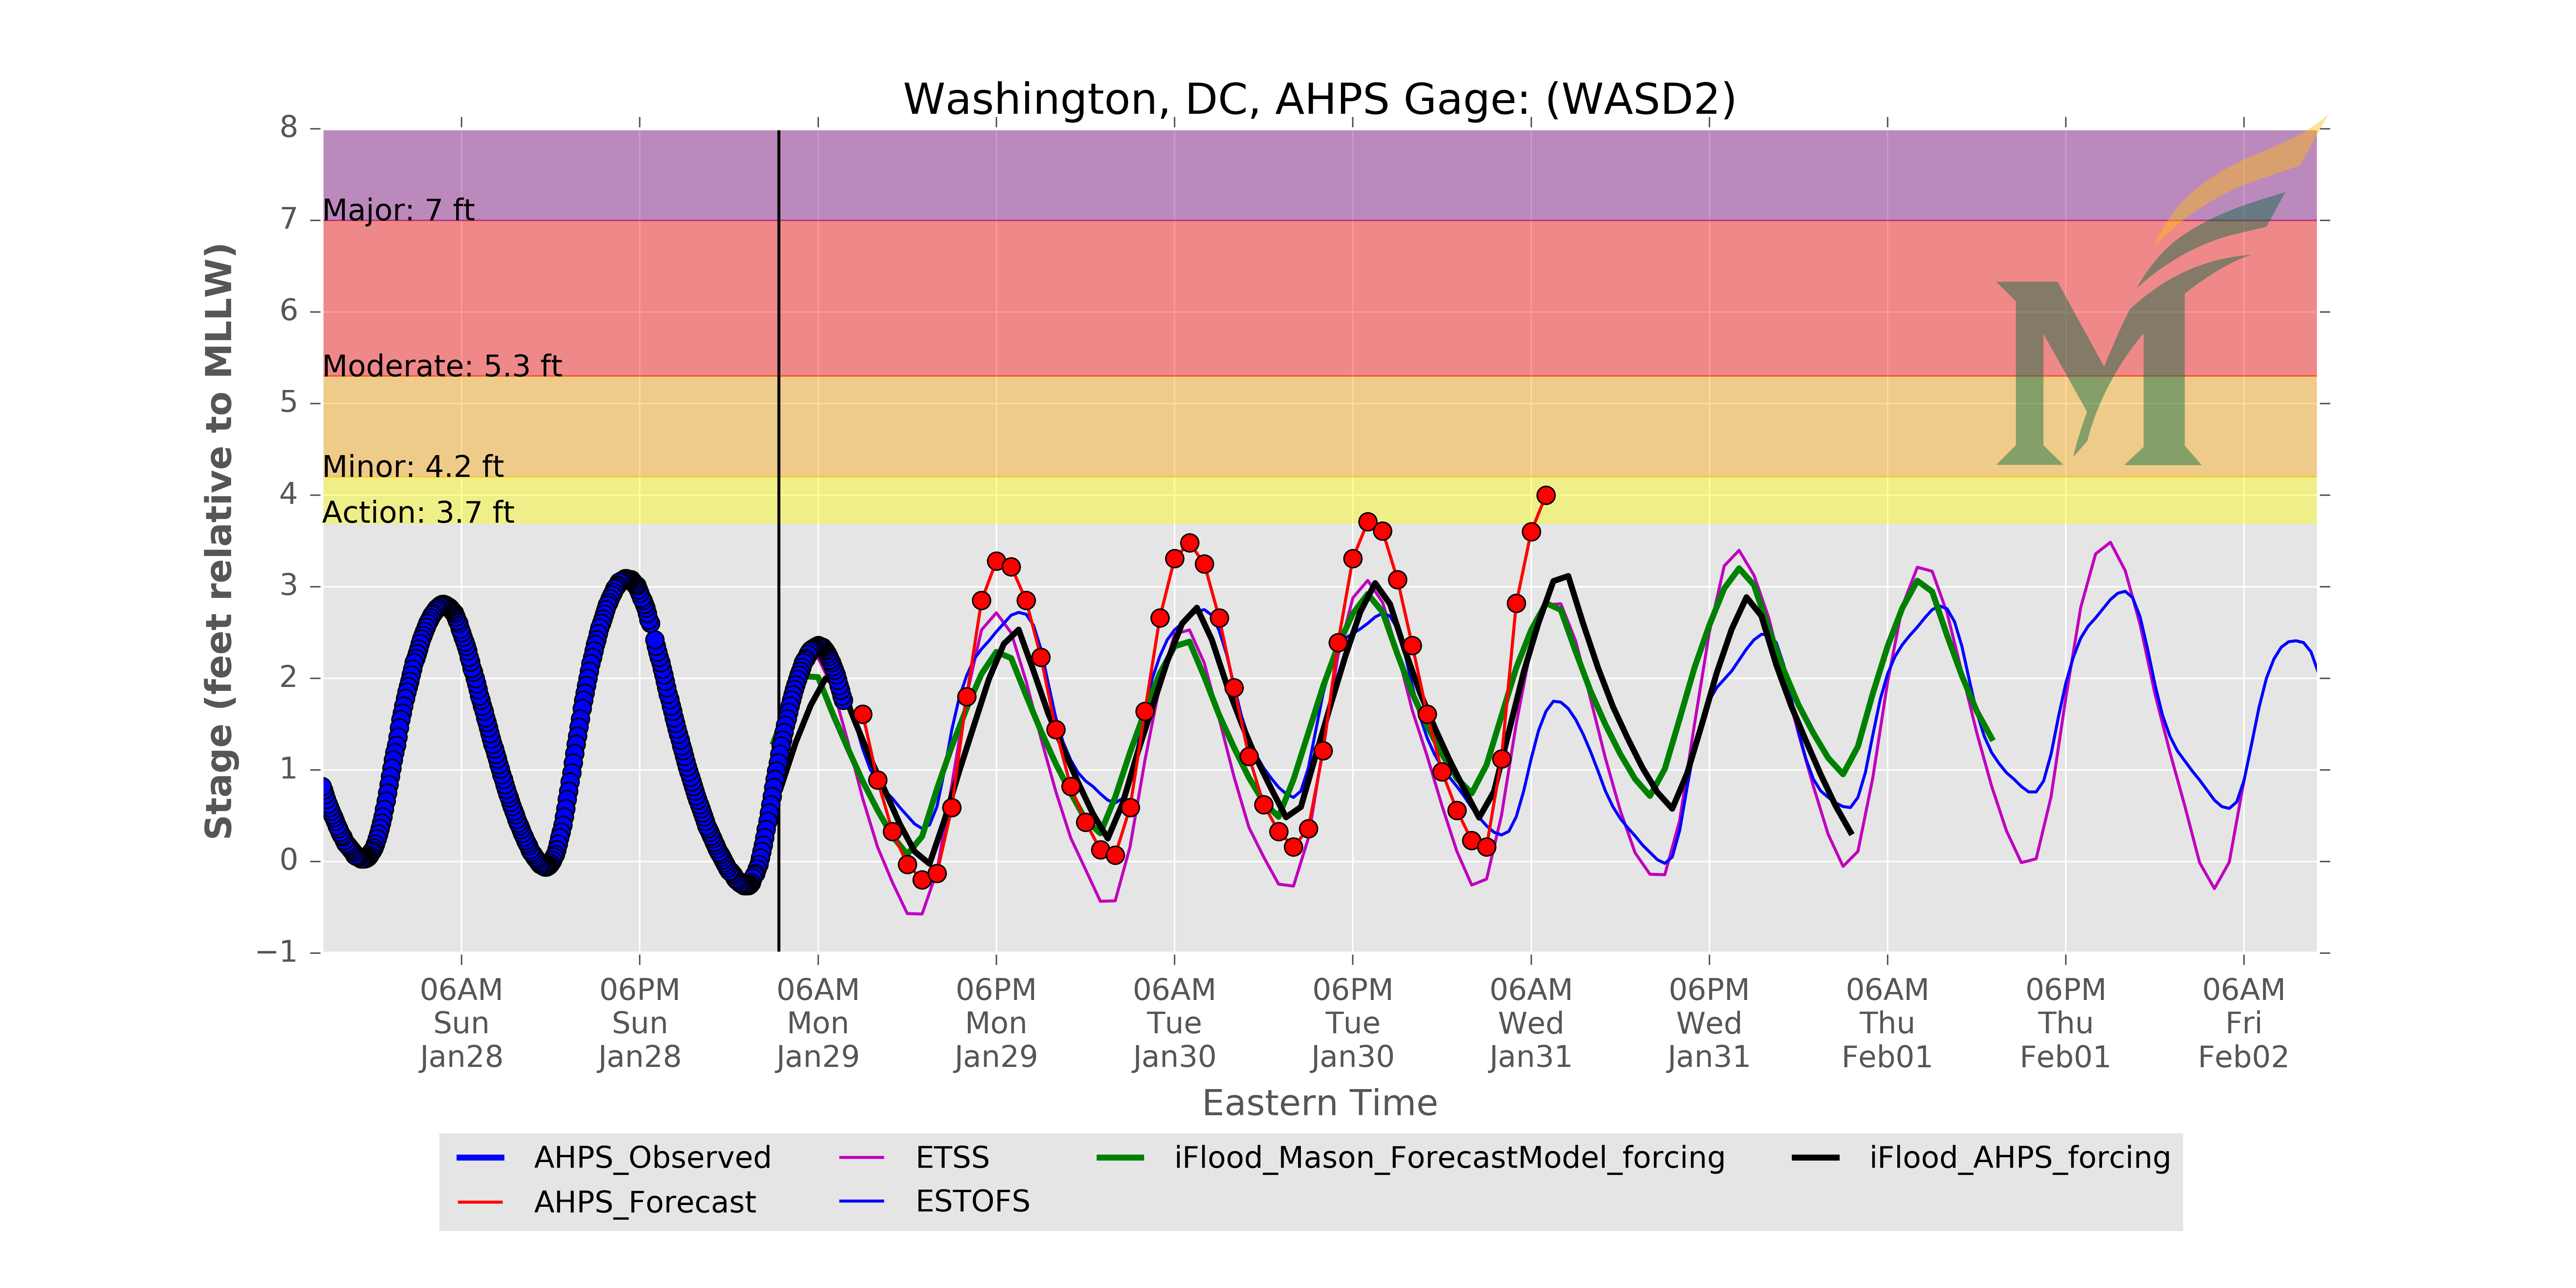 Washington, DC, AHPS Gage: (WASD2)
8
7
6
5
4
3
2
1
0
−1
Stage (feet relative to MLLW)
Major: 7 ft
Moderate: 5.3 ft
Minor: 4.2 ft
Action: 3.7 ft
M
06AM Sun Jan28
06PM Sun Jan28
06AM Mon Jan29
06PM Mon Jan29
06AM Tue Jan30
06PM Tue Jan30
06AM Wed Jan31
06PM Wed Jan31
06AM Thu Feb01
06PM Thu Feb01
06AM Fri Feb02
Eastern Time
AHPS_Observed
AHPS_Forecast
ETSS
ESTOFS
iFlood_Mason_ForecastModel_forcing
iFlood_AHPS_forcing